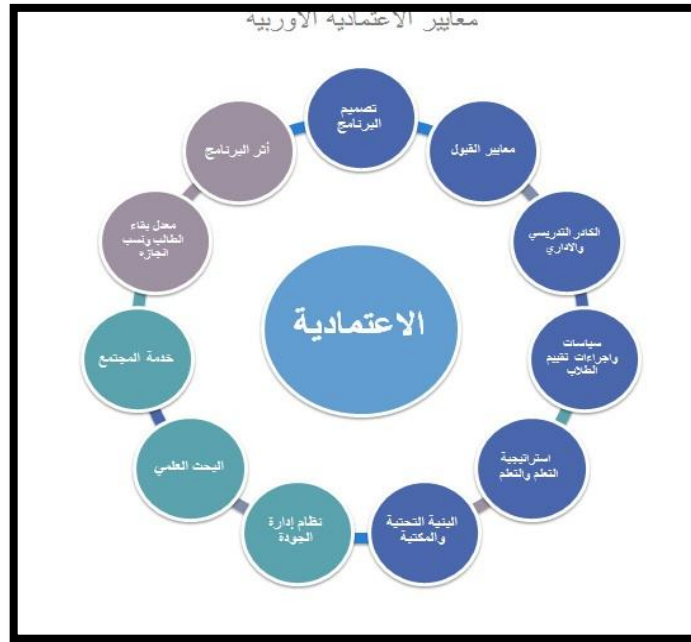 معايير الاعتمادية الاوربية
تصميم
البرنامج
معايير القبول
الكادر التدريسي
والاداري
سياسات
واجراءات تقييم
الطلاب
استراتيجية
التعلم والتعلم
البنية التحتية
والمكتبة
نظام إدارة
الجودة
البحث العلمي
خدمة المجتمع
معدل بقاء
الطالب ونسب
انجازه
أثر البرنامج
الاعتمادية